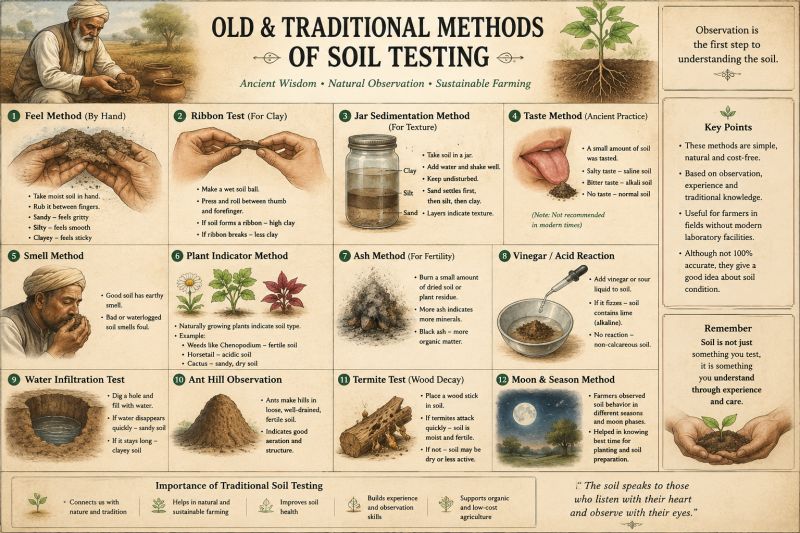 OLD & TRADITIONAL METHODS
OF SOIL TESTING
Ancient Wisdom • Natural Observation • Sustainable Farming
Observation is
the first step to
understanding the soil.
1 Feel Method (By Hand)
• Take moist soil in hand.
• Rub it between fingers.
• Sandy – feels gritty
• Silty – feels smooth
• Clayey – feels sticky
2 Ribbon Test (For Clay)
• Make a wet soil ball.
• Press and roll between thumb
and forefinger.
• If soil forms a ribbon – high clay
• If ribbon breaks – less clay
3 Jar Sedimentation Method
(For Texture)
Clay
Silt
Sand
• Take soil in a jar.
• Add water and shake well.
• Keep undisturbed.
• Sand settles first,
then silt, then clay.
• Layers indicate texture.
4 Taste Method (Ancient Practice)
• A small amount of soil
was tasted.
• Salty taste – saline soil
• Bitter taste – alkali soil
• No taste – normal soil
(Note: Not recommended
in modern times)
Key Points
• These methods are simple,
natural and cost-free.
• Based on observation,
experience and
traditional knowledge.
• Useful for farmers in
fields without modern
laboratory facilities.
• Although not 100%
accurate, they give a
good idea about soil
condition.
5 Smell Method
• Good soil has earthy
smell.
• Bad or waterlogged
soil smells foul.
6 Plant Indicator Method
• Naturally growing plants indicate soil type.
• Example:
• Weeds like Chenopodium – fertile soil
• Horsetail – acidic soil
• Cactus – sandy, dry soil
7 Ash Method (For Fertility)
• Burn a small amount
of dried soil or
plant residue.
• More ash indicates
more minerals.
• Black ash – more
organic matter.
8 Vinegar / Acid Reaction
• Add vinegar or sour
liquid to soil.
• If it fizzes – soil
contains lime
(alkaline).
• No reaction –
non-calcareous soil.
Remember
Soil is not just
something you test,
it is something
you understand
through experience
and care.
9 Water Infiltration Test
• Dig a hole and
fill with water.
• If water disappears
quickly – sandy soil
• If it stays long –
clayey soil
10 Ant Hill Observation
• Ants make hills in
loose, well-drained,
fertile soil.
• Indicates good
aeration and
structure.
11 Termite Test (Wood Decay)
• Place a wood stick
in soil.
• If termites attack
quickly – soil is
moist and fertile.
• If not – soil may be
dry or less active.
12 Moon & Season Method
• Farmers observed
soil behavior in
different seasons
and moon phases.
• Helped in knowing
best time for
planting and soil
preparation.
Importance of Traditional Soil Testing
• Connects us with
nature and tradition
Helps in natural and
sustainable farming
Improves soil
health
Builds experience
and observation
skills
Supports organic
and low-cost
agriculture
" The soil speaks to those
who listen with their heart
and observe with their eyes."